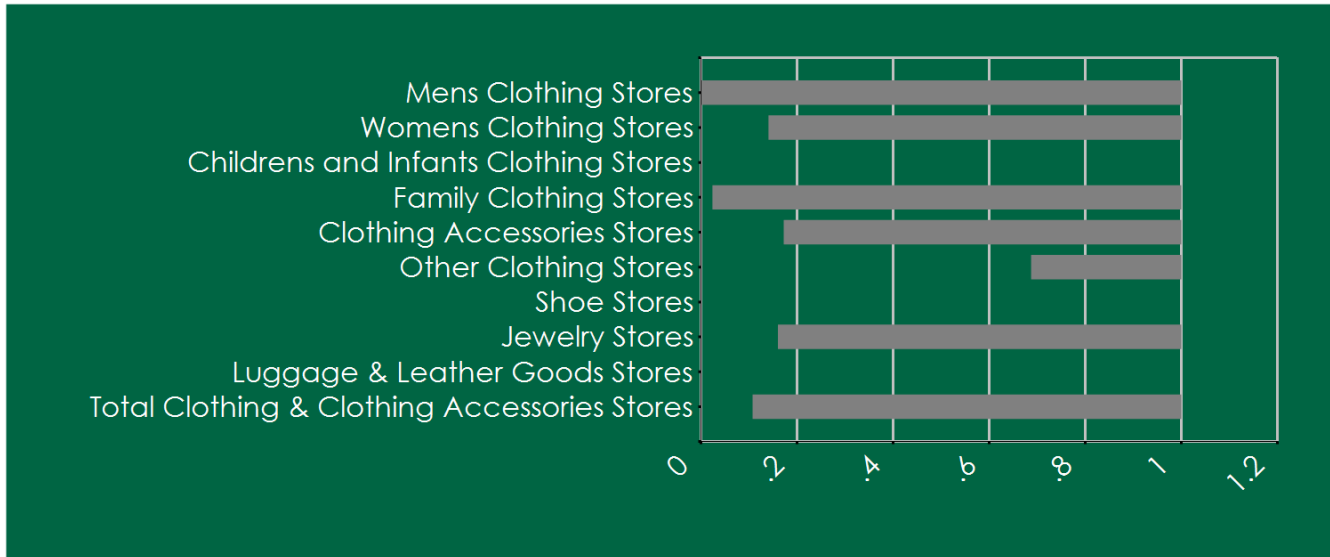 Mens Clothing Stores
Womens Clothing Stores
Childrens and Infants Clothing Stores
Family Clothing Stores
Clothing Accessories Stores
Other Clothing Stores
Shoe Stores
Jewelry Stores
Luggage & Leather Goods Stores
Total Clothing & Clothing Accessories Stores
0 .2 .4 .6 .8 1 1.2